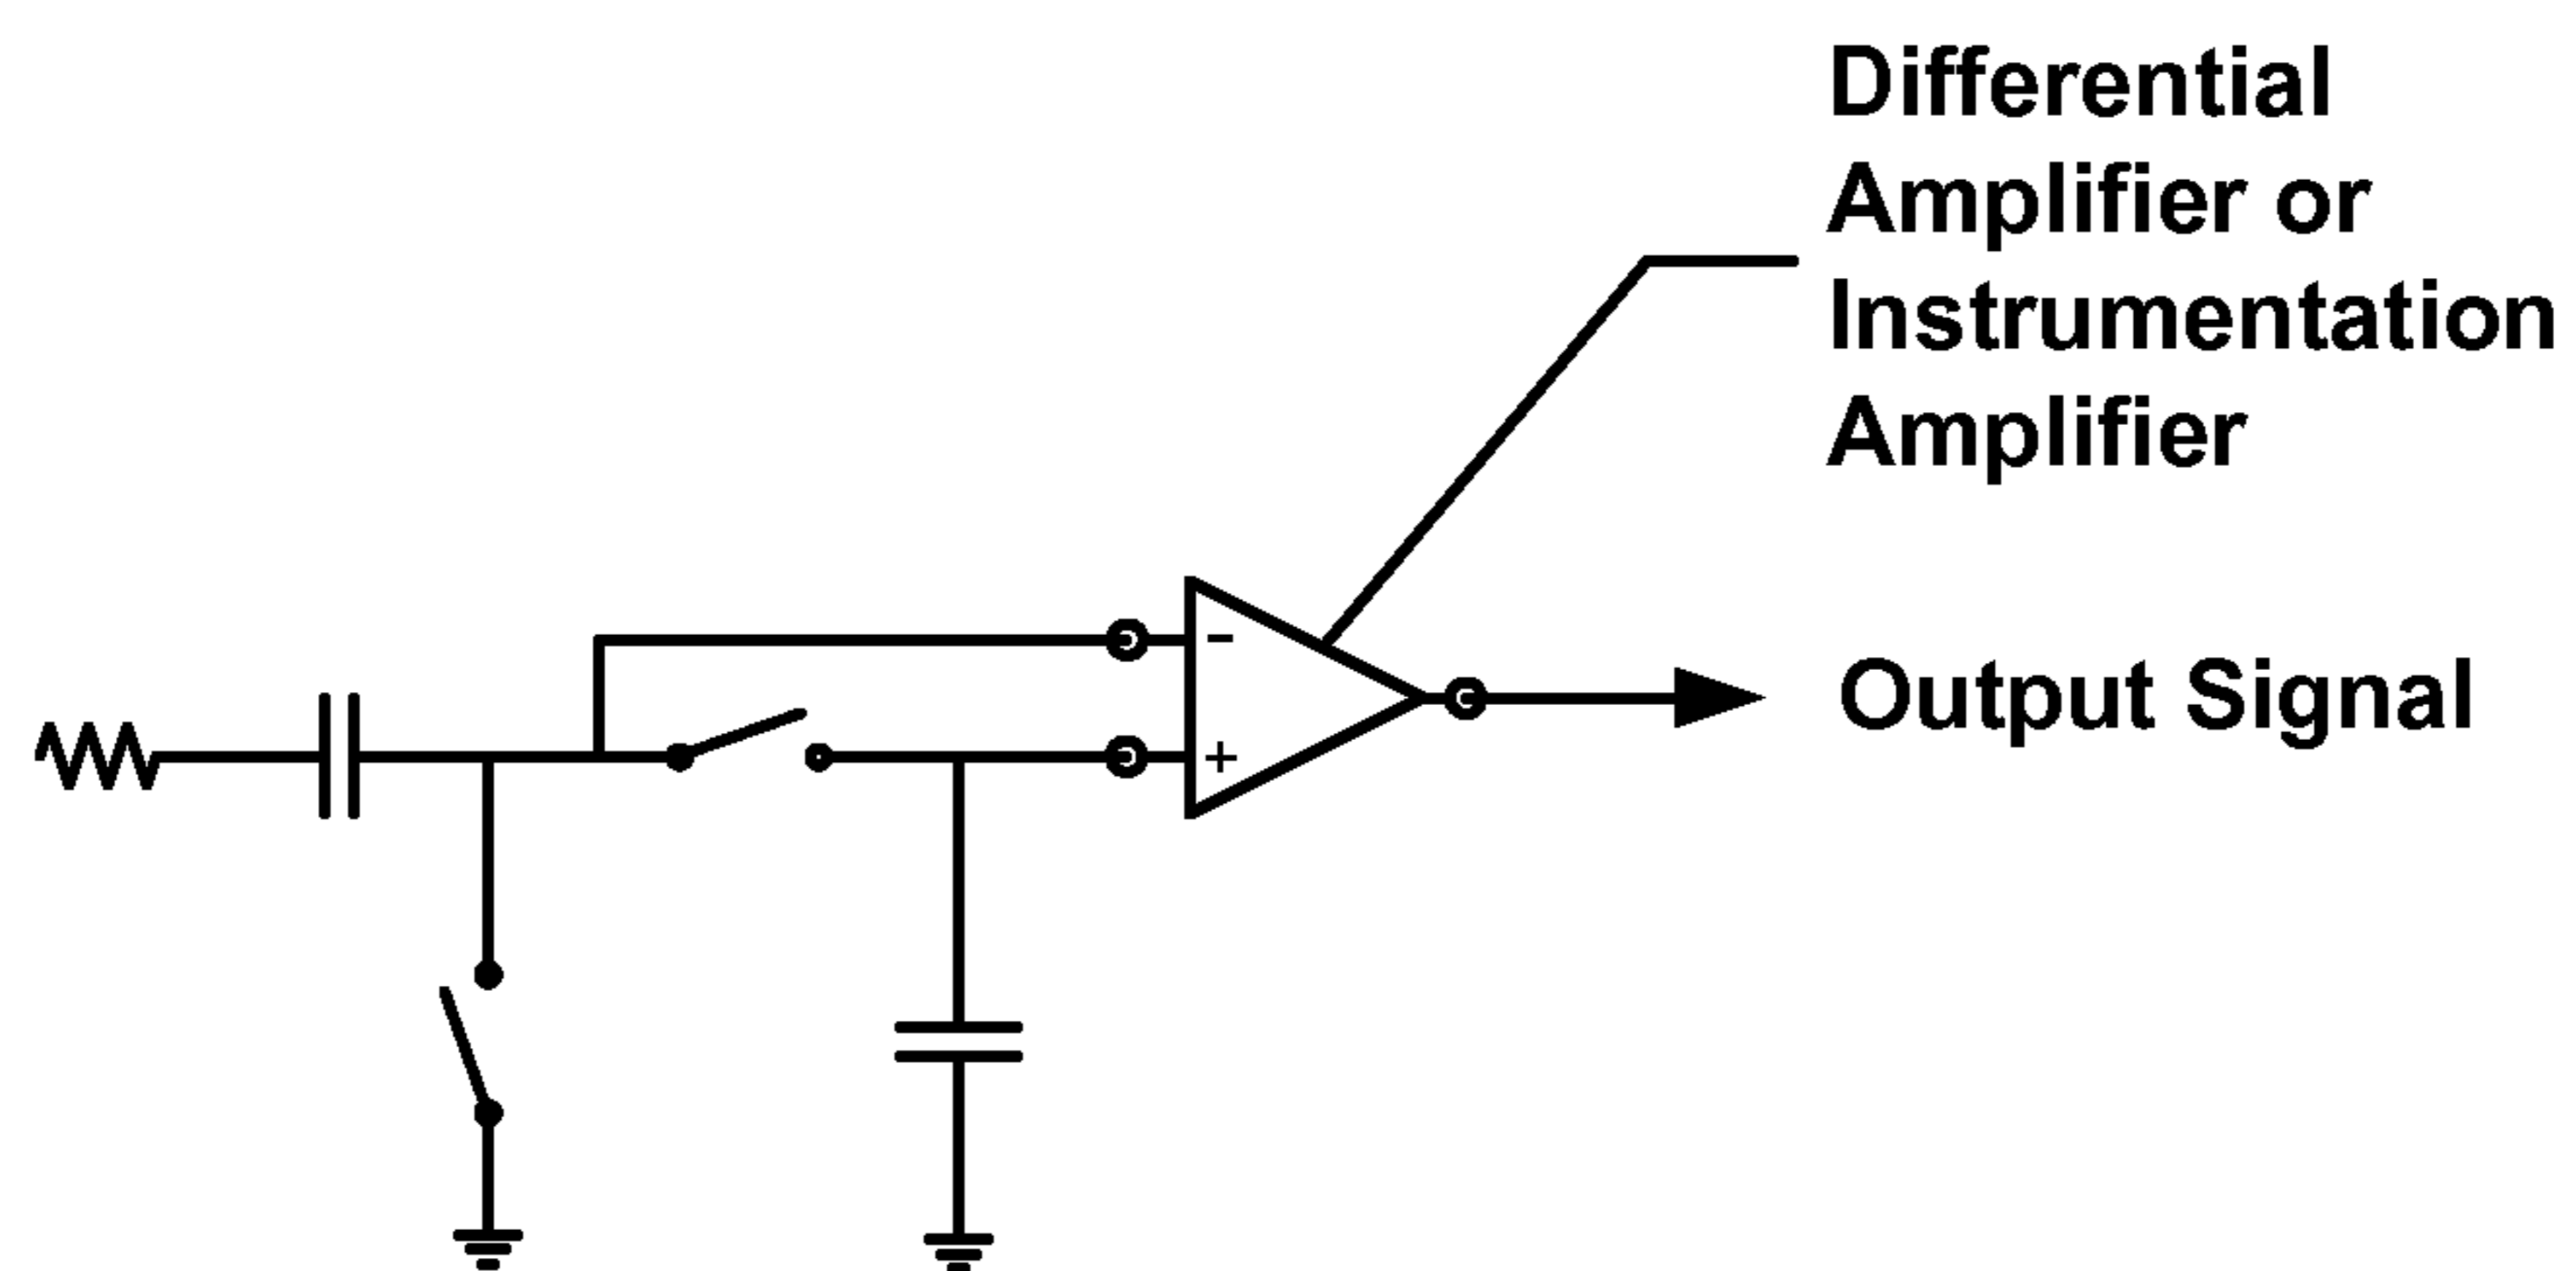 Differential
Amplifier or
Instrumentation
Amplifier
-
+
Output Signal